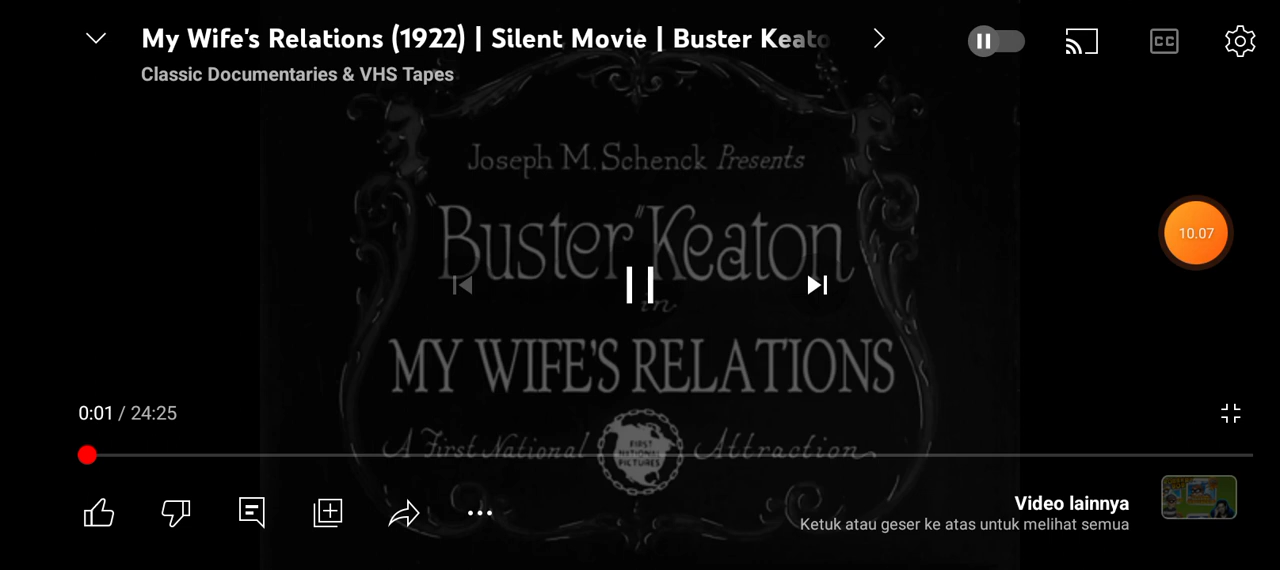 My Wife's Relations (1922) | Silent Movie | Buster Keato
Classic Documentaries & VHS Tapes
CC
Joseph M. Schenck Presents
"Buster" Keaton
in
MY WIFE'S RELATIONS
A First National Attraction
FIRST
NATIONAL
PICTURES
10.07
0:01 / 24:25
Video lainnya
Ketuk atau geser ke atas untuk melihat semua